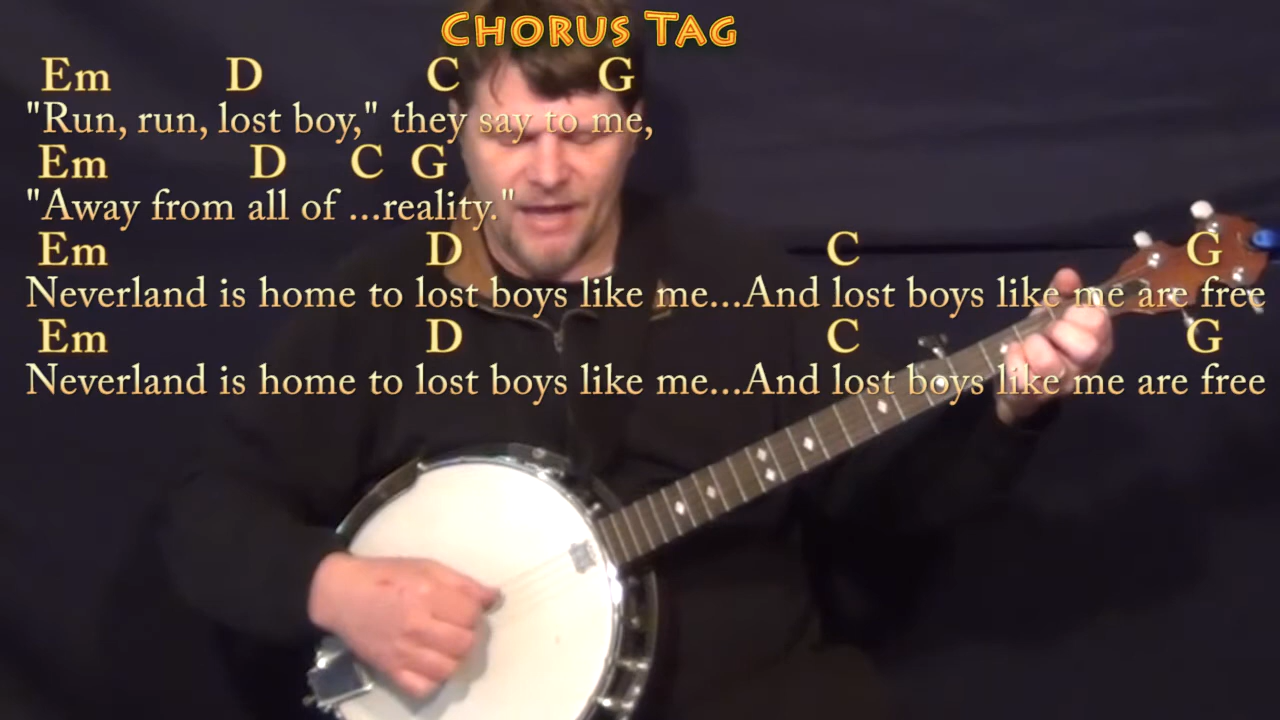 CHORUS TAG
Em D C G
"Run, run, lost boy," they say to me,
Em D C G
"Away from all of ...reality."
Em D C G
Neverland is home to lost boys like me...And lost boys like me are free
Em D C G
Neverland is home to lost boys like me...And lost boys like me are free